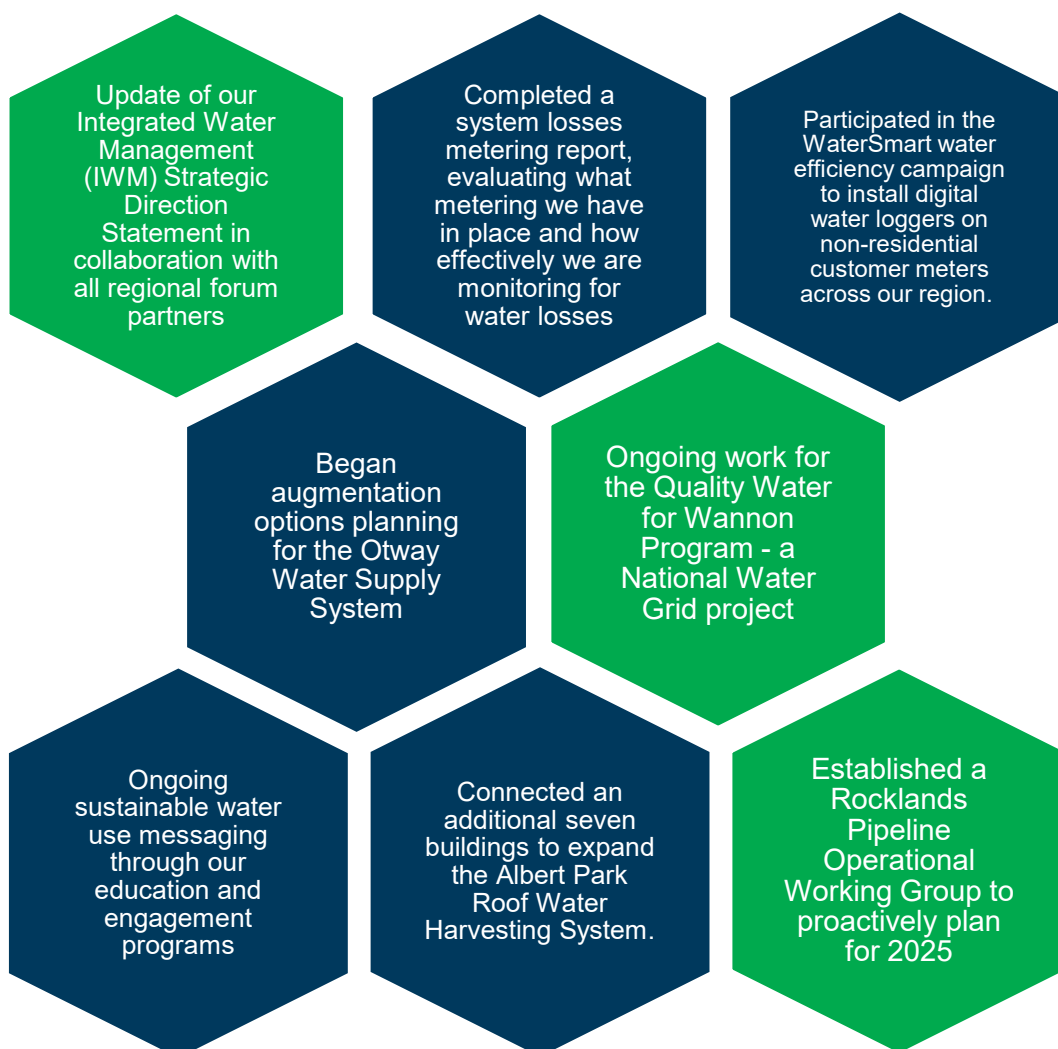 Update of our
Integrated Water
Management
(IWM) Strategic
Direction
Statement in
collaboration with
all regional forum
partners
Completed a
system losses
metering report,
evaluating what
metering we have
in place and how
effectively we are
monitoring for
water losses
Participated in the
WaterSmart water
efficiency campaign
to install digital
water loggers on
non-residential
customer meters
across our region.
Began
augmentation
options planning
for the Otway
Water Supply
System
Ongoing work for
the Quality Water
for Wannon
Program - a
National Water
Grid project
Ongoing
sustainable water
use messaging
through our
education and
engagement
programs
Connected an
additional seven
buildings to expand
the Albert Park
Roof Water
Harvesting System.
Established a
Rocklands
Pipeline
Operational
Working Group to
proactively plan
for 2025